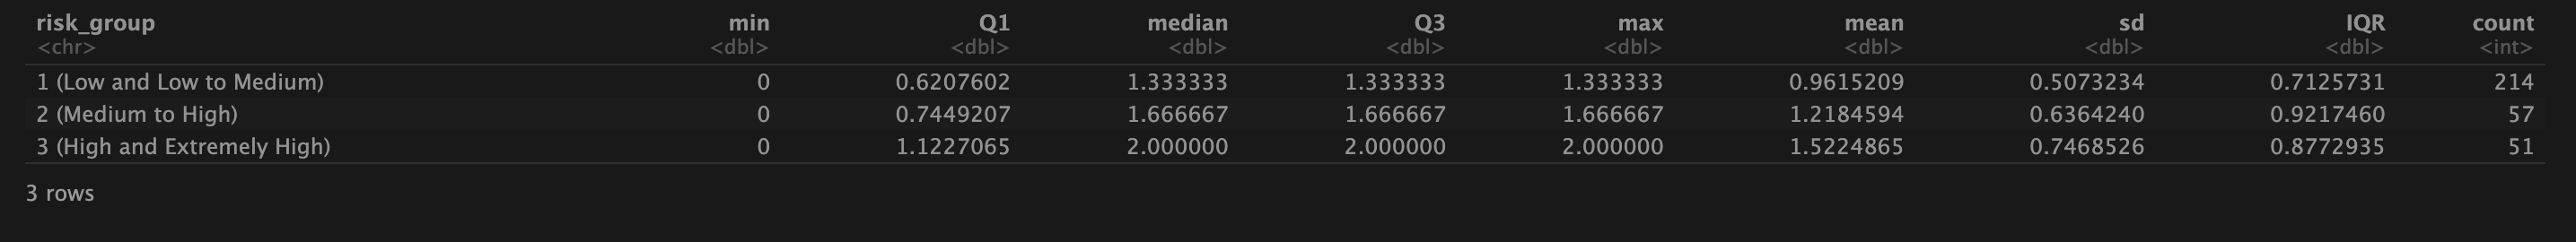 risk_group min Q1 median Q3 max mean sd IQR count
<chr> <dbl> <dbl> <dbl> <dbl> <dbl> <dbl> <dbl> <dbl> <int>
1 (Low and Low to Medium) 0 0.6207602 1.333333 1.333333 1.333333 0.9615209 0.5073234 0.7125731 214
2 (Medium to High) 0 0.7449207 1.666667 1.666667 1.666667 1.2184594 0.6364240 0.9217460 57
3 (High and Extremely High) 0 1.1227065 2.000000 2.000000 2.000000 1.5224865 0.7468526 0.8772935 51
3 rows